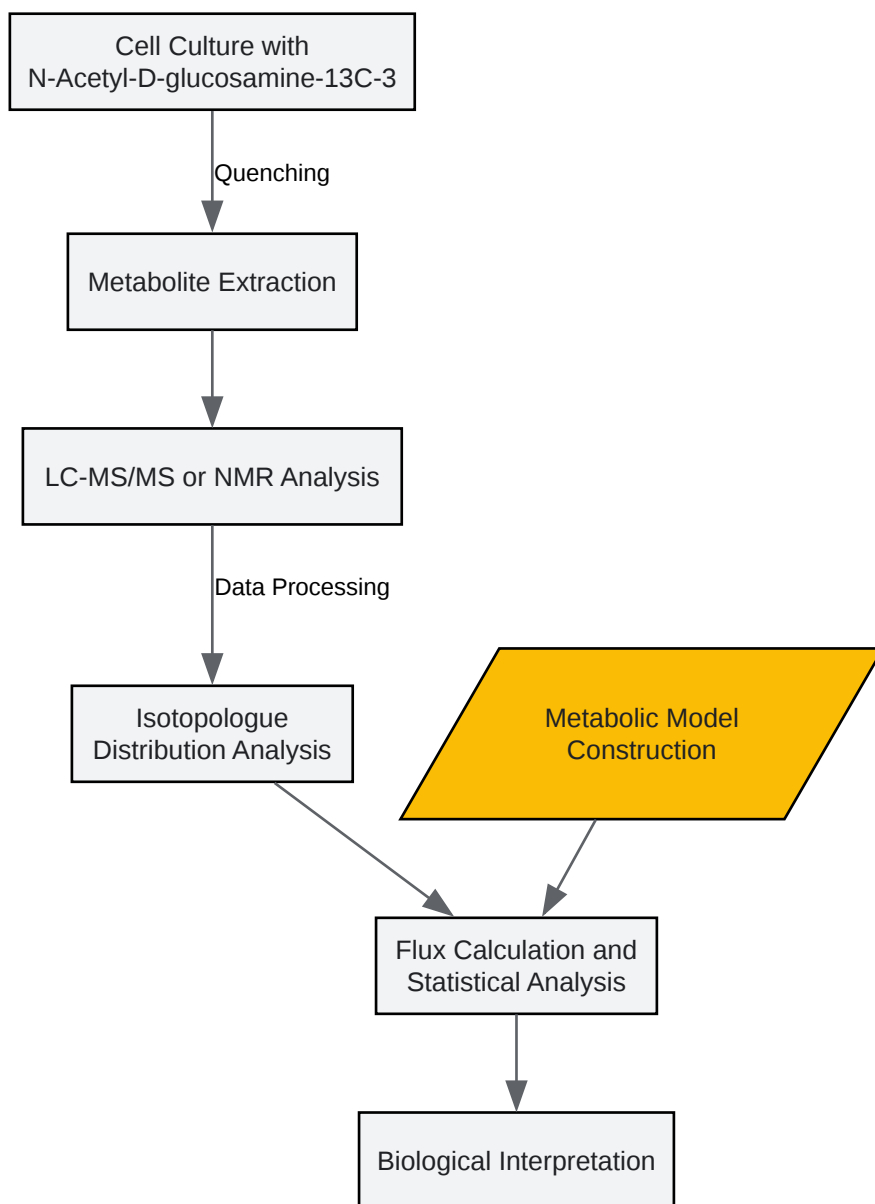 Cell Culture with
N-Acetyl-D-glucosamine-13C-3
Quenching
Metabolite Extraction
LC-MS/MS or NMR Analysis
Data Processing
Isotopologue
Distribution Analysis
Metabolic Model
Construction
Flux Calculation and
Statistical Analysis
Biological Interpretation